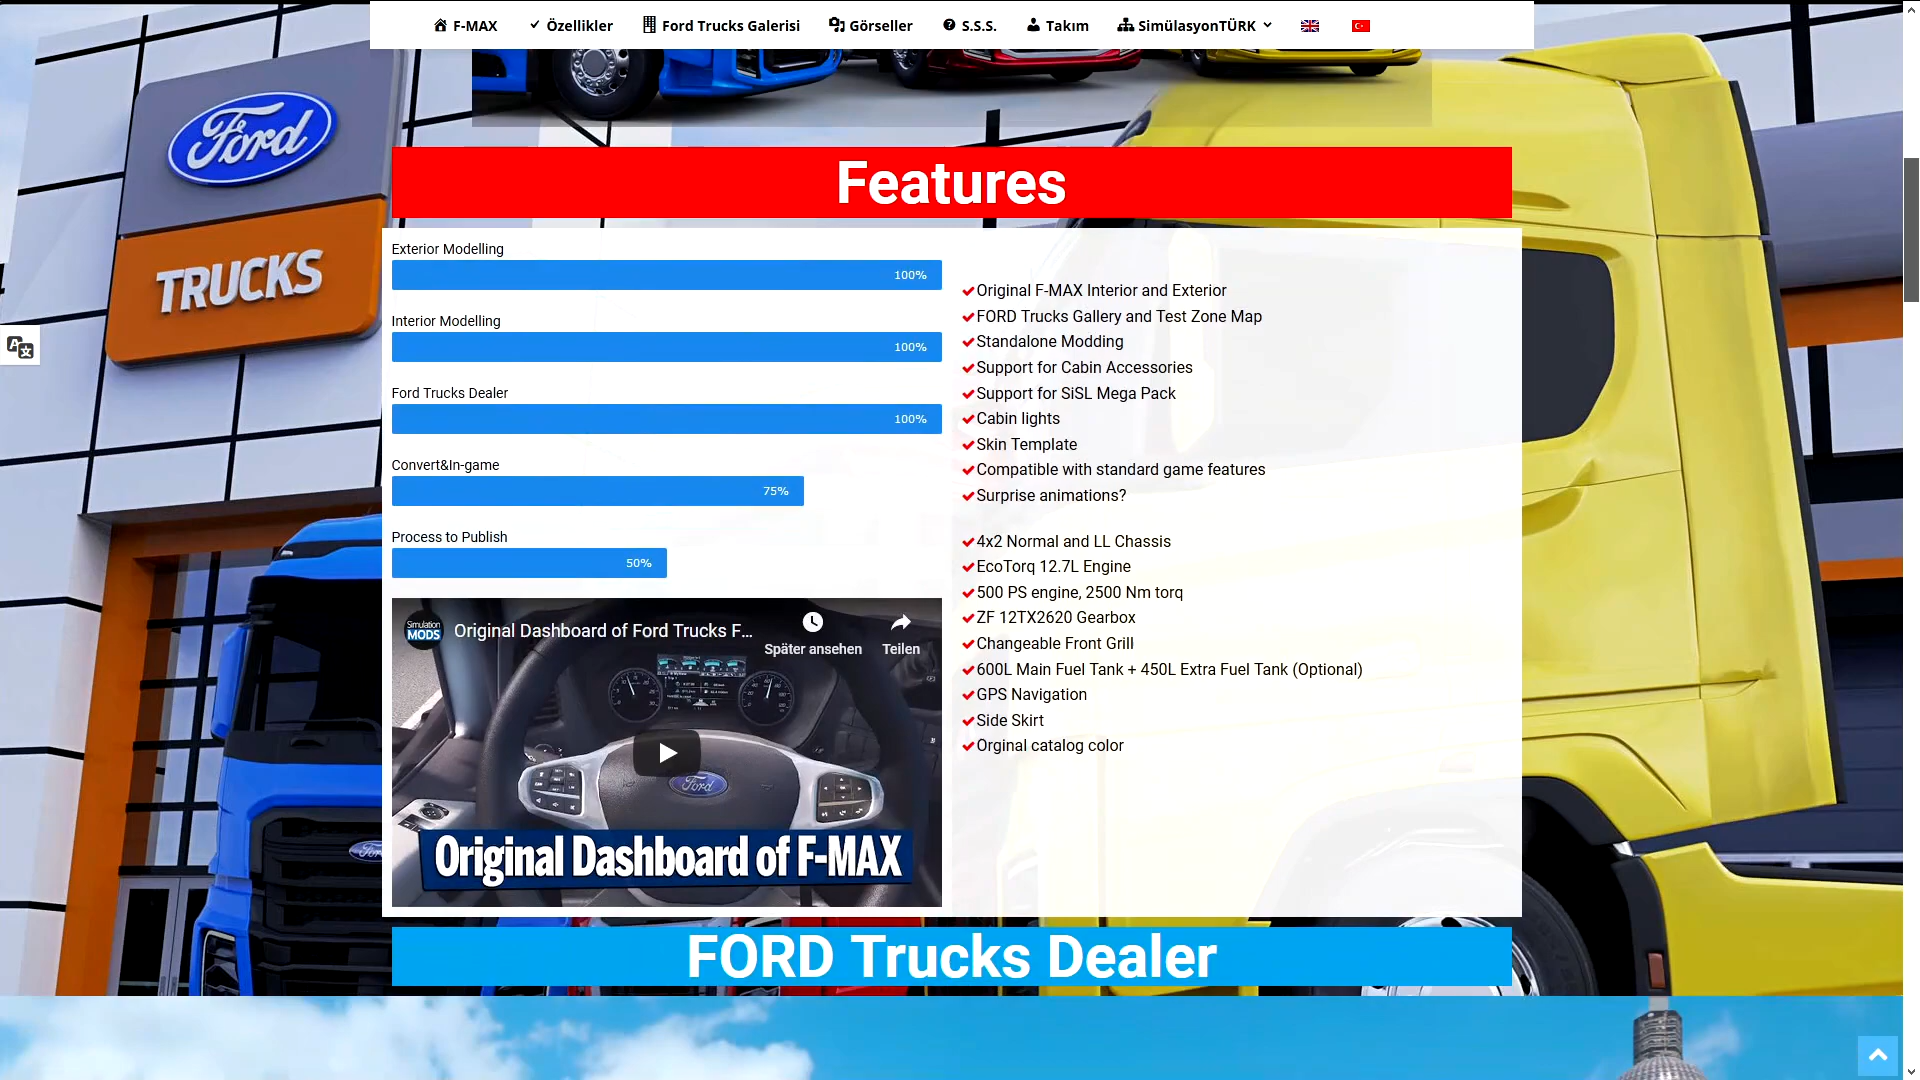 F-MAX
Özellikler
Ford Trucks Galerisi
Görseller
S.S.S.
Takım
SimülasyonTÜRK
Ford
TRUCKS
Features
Exterior Modelling
100%
Interior Modelling
100%
Ford Trucks Dealer
100%
Convert&In-game
75%
Process to Publish
50%
Simulation
MODS
Original Dashboard of Ford Trucks F...
Später ansehen
Teilen
Ford
Original Dashboard of F-MAX
Original F-MAX Interior and Exterior
FORD Trucks Gallery and Test Zone Map
Standalone Modding
Support for Cabin Accessories
Support for SiSL Mega Pack
Cabin lights
Skin Template
Compatible with standard game features
Surprise animations?
4x2 Normal and LL Chassis
EcoTorq 12.7L Engine
500 PS engine, 2500 Nm torq
ZF 12TX2620 Gearbox
Changeable Front Grill
600L Main Fuel Tank + 450L Extra Fuel Tank (Optional)
GPS Navigation
Side Skirt
Orginal catalog color
FORD Trucks Dealer